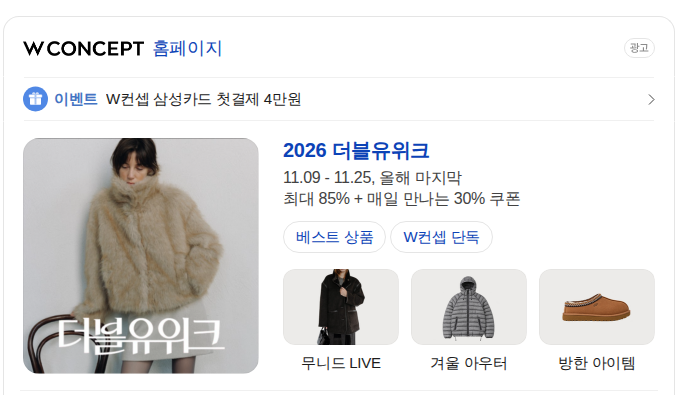 W CONCEPT 홈페이지
광고
이벤트 W컨셉 삼성카드 첫결제 4만원
더블유위크
2026 더블유위크
11.09 - 11.25, 올해 마지막
최대 85% + 매일 만나는 30% 쿠폰
베스트 상품 W컨셉 단독
무니드 LIVE 겨울 아우터 방한 아이템